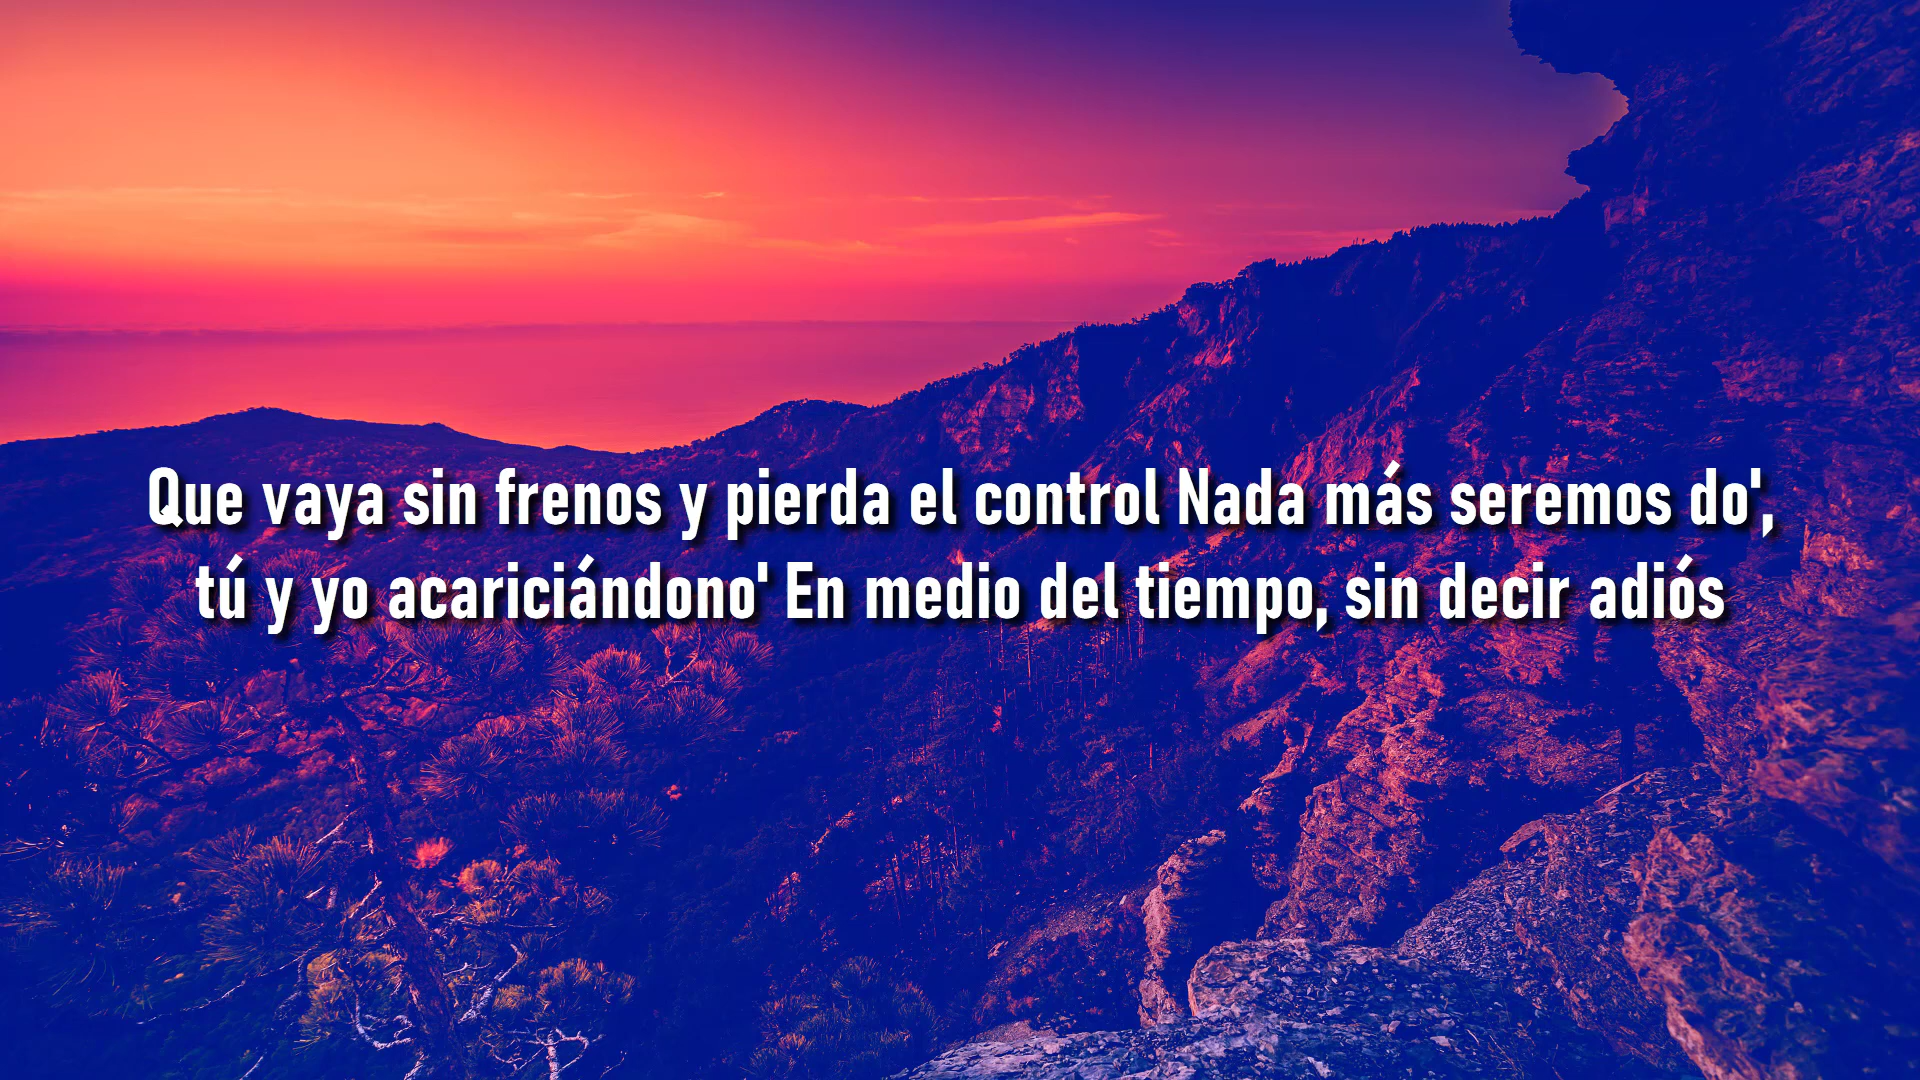 Que vaya sin frenos y pierda el control Nada más seremos do',
tú y yo acariciándono' En medio del tiempo, sin decir adiós